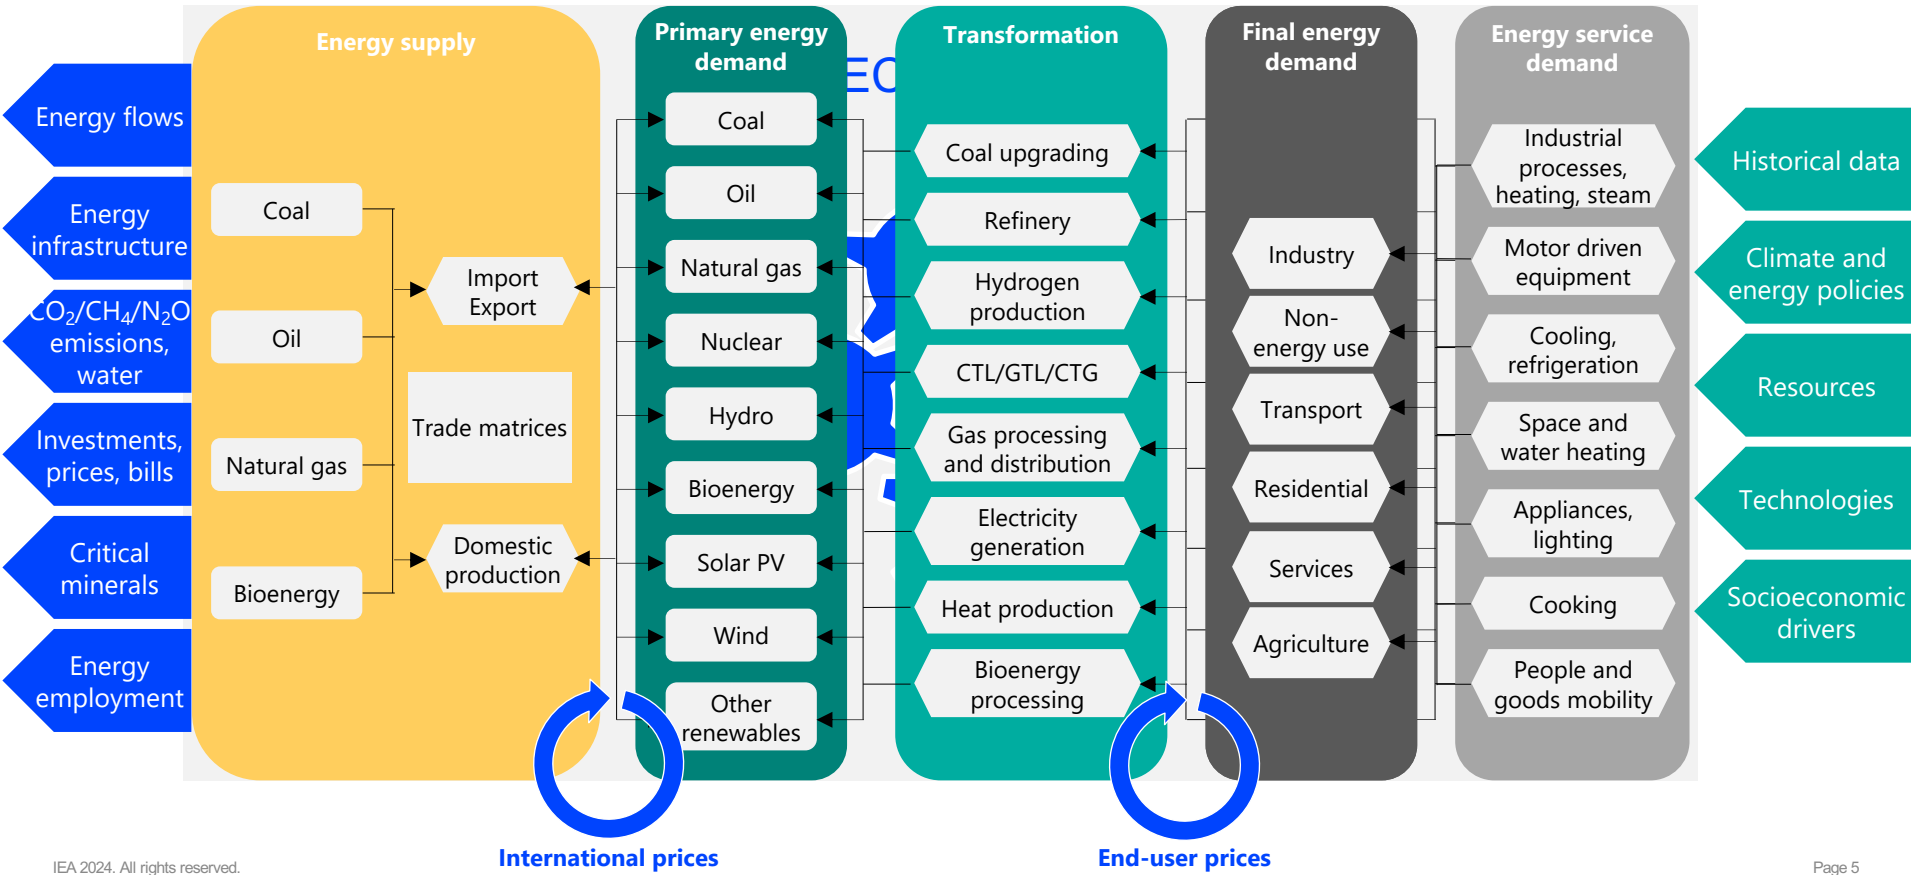 Energy supply
Primary energy
demand
Transformation
Final energy
demand
Energy service
demand
EC
Energy flows
Energy
infrastructure
CO₂/CH₄/N₂O
emissions,
water
Investments,
prices, bills
Critical
minerals
Energy
employment
Coal
Oil
Natural gas
Bioenergy
Import
Export
Trade matrices
Domestic
production
Coal
Oil
Natural gas
Nuclear
Hydro
Bioenergy
Solar PV
Wind
Other
renewables
Coal upgrading
Refinery
Hydrogen
production
CTL/GTL/CTG
Gas processing
and distribution
Electricity
generation
Heat production
Bioenergy
processing
Industry
Non-
energy use
Transport
Residential
Services
Agriculture
Industrial
processes,
heating, steam
Motor driven
equipment
Cooling,
refrigeration
Space and
water heating
Appliances,
lighting
Cooking
People and
goods mobility
Historical data
Climate and
energy policies
Resources
Technologies
Socioeconomic
drivers
International prices
End-user prices
IEA 2024. All rights reserved.
Page 5